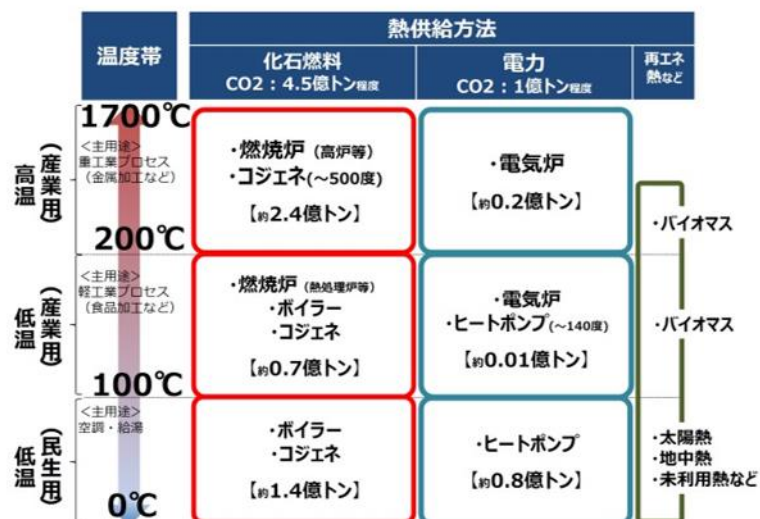 温度帯
熱供給方法
化石燃料
CO2：4.5億トン程度
電力
CO2：1億トン程度
再エネ
熱など
高温
（産業用）
1700℃
＜主用途＞
重工業プロセス
（金属加工など）
200℃
・燃焼炉（高炉等）
・コジェネ(～500度)
【約2.4億トン】
・電気炉
【約0.2億トン】
・バイオマス
低温
（産業用）
＜主用途＞
軽工業プロセス
（食品加工など）
100℃
・燃焼炉（熱処理炉等）
・ボイラー
・コジェネ
【約0.7億トン】
・電気炉
・ヒートポンプ(～140度)
【約0.01億トン】
・バイオマス
低温
（民生用）
＜主用途＞
空調・給湯
0℃
・ボイラー
・コジェネ
【約1.4億トン】
・ヒートポンプ
【約0.8億トン】
・太陽熱
・地中熱
・未利用熱など